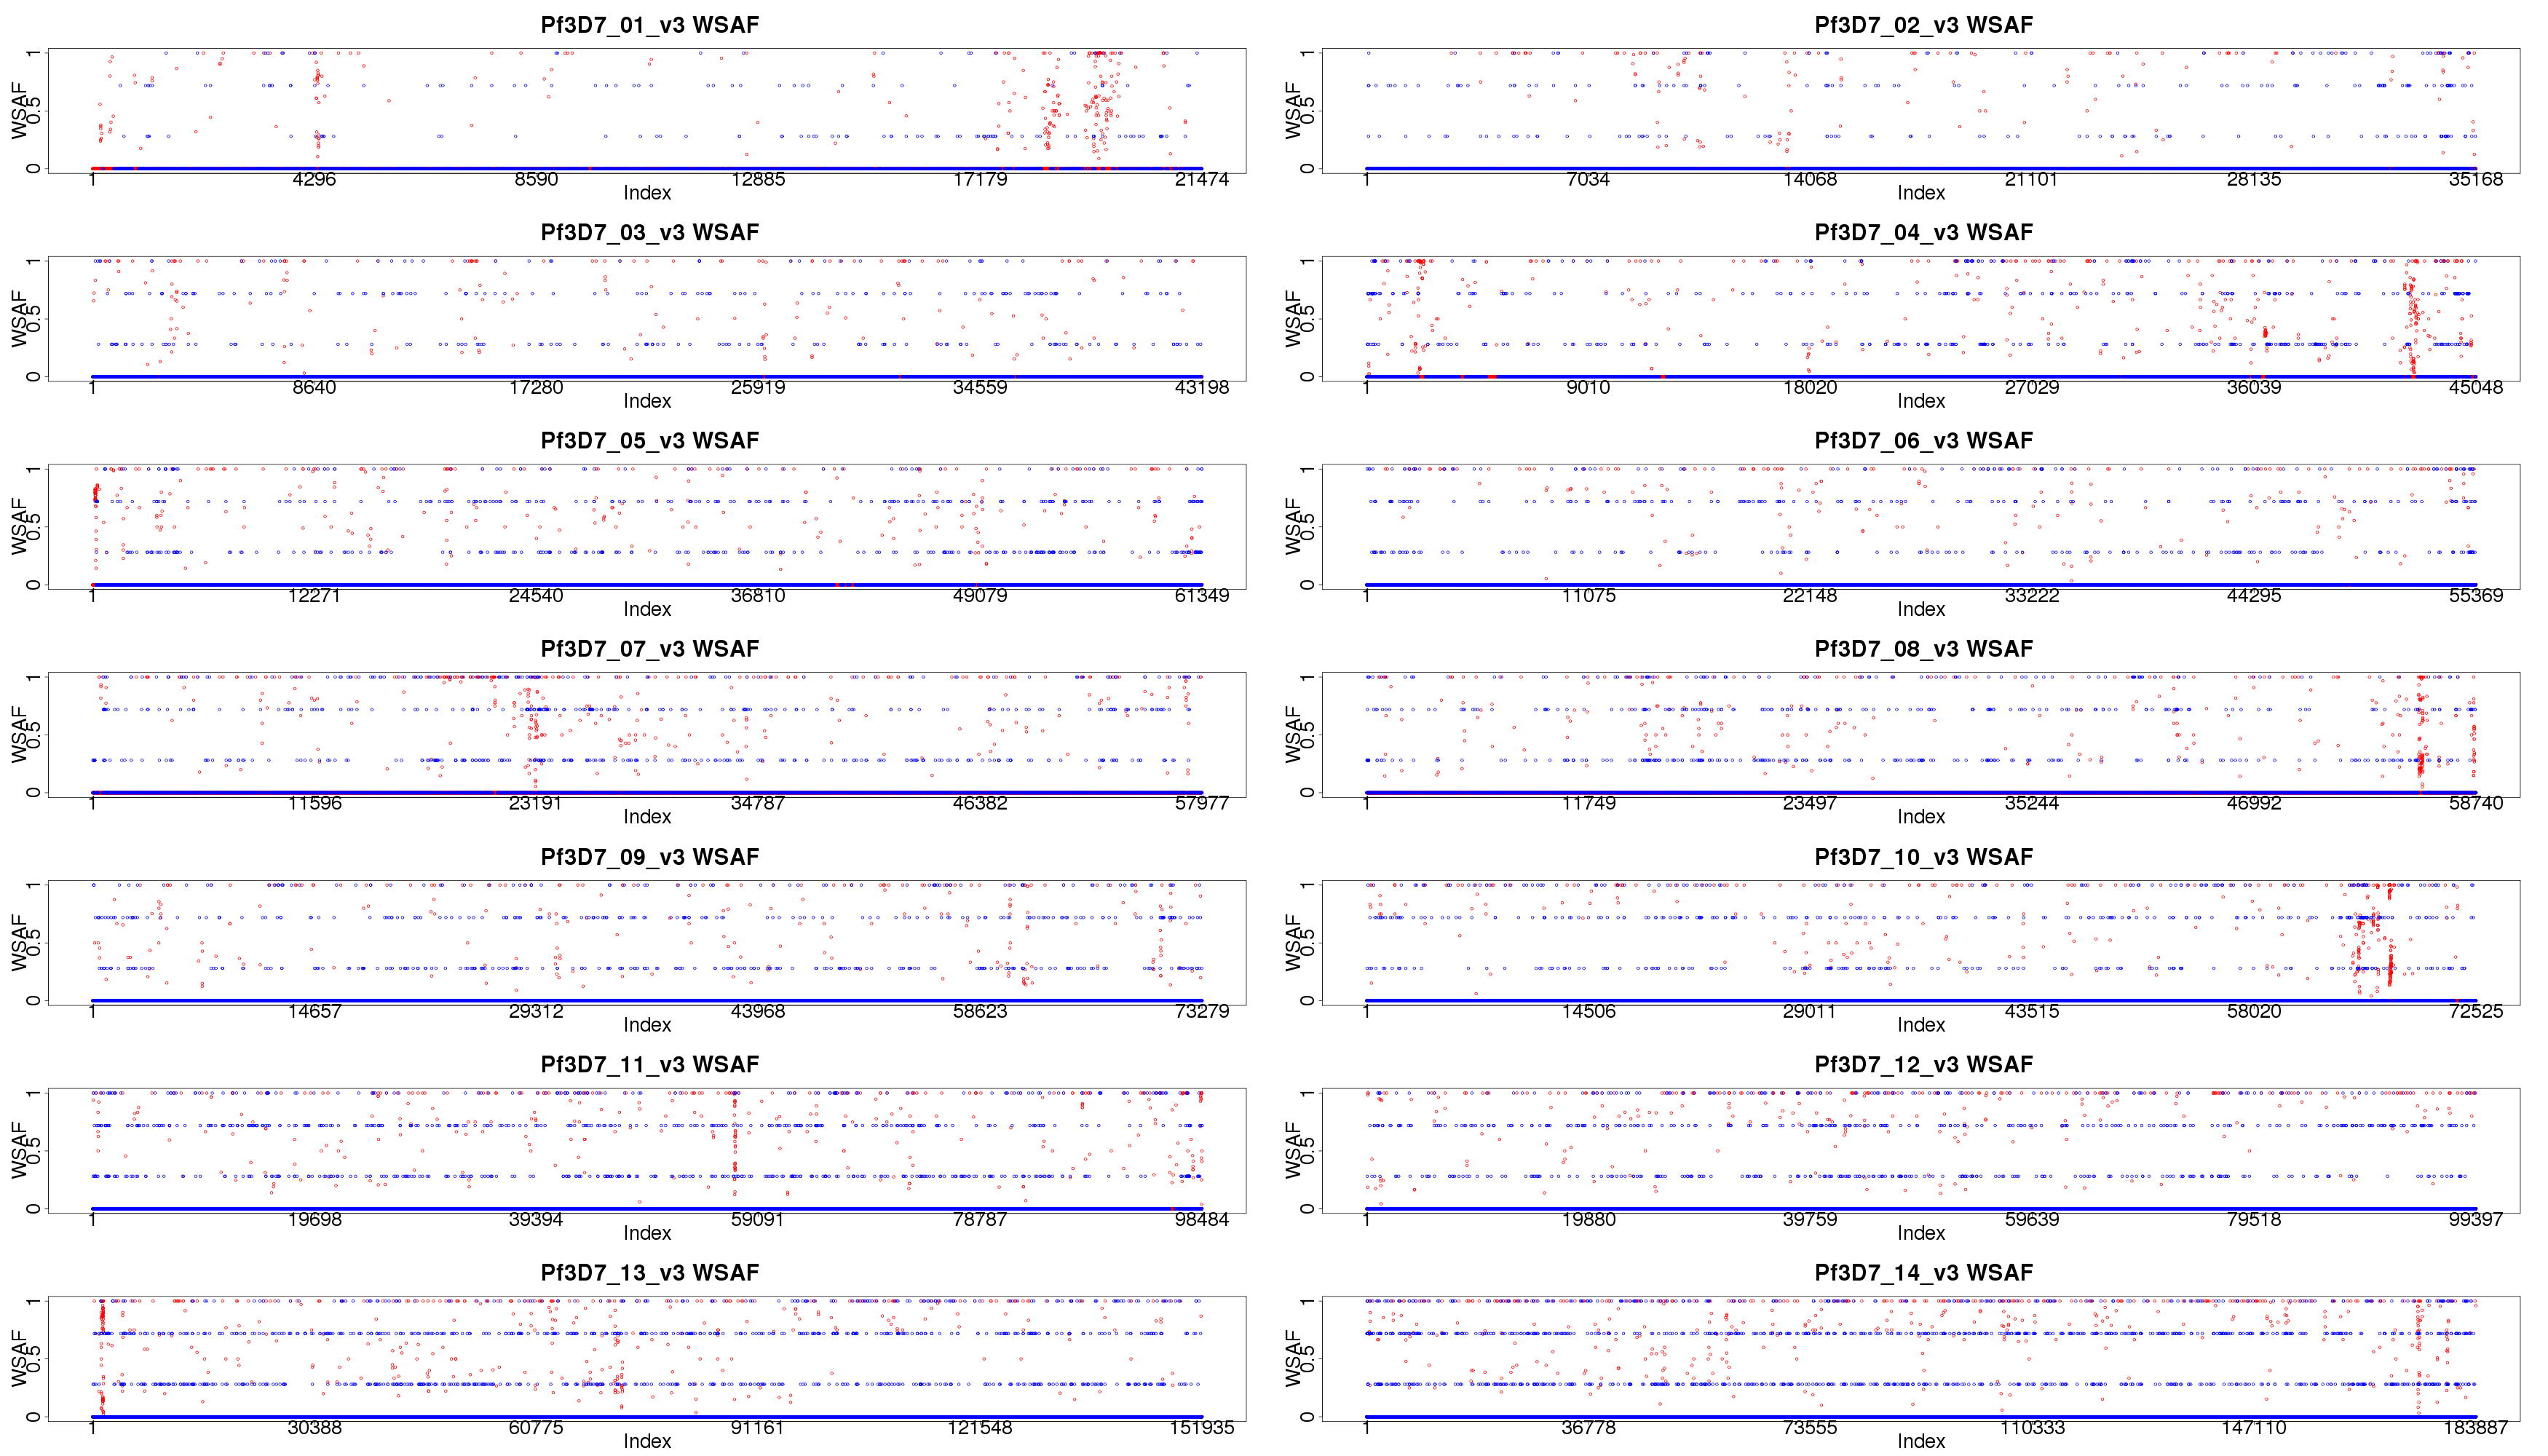 Pf3D7_01_v3 WSAF
WSAF
0 0.5 1
1 4296 8590 12885 17179 21474
Index
Pf3D7_02_v3 WSAF
WSAF
0 0.5 1
1 7034 14068 21101 28135 35168
Index
Pf3D7_03_v3 WSAF
WSAF
0 0.5 1
1 8640 17280 25919 34559 43198
Index
Pf3D7_04_v3 WSAF
WSAF
0 0.5 1
1 9010 18020 27029 36039 45048
Index
Pf3D7_05_v3 WSAF
WSAF
0 0.5 1
1 12271 24540 36810 49079 61349
Index
Pf3D7_06_v3 WSAF
WSAF
0 0.5 1
1 11075 22148 33222 44295 55369
Index
Pf3D7_07_v3 WSAF
WSAF
0 0.5 1
1 11596 23191 34787 46382 57977
Index
Pf3D7_08_v3 WSAF
WSAF
0 0.5 1
1 11749 23497 35244 46992 58740
Index
Pf3D7_09_v3 WSAF
WSAF
0 0.5 1
1 14657 29312 43968 58623 73279
Index
Pf3D7_10_v3 WSAF
WSAF
0 0.5 1
1 14506 29011 43515 58020 72525
Index
Pf3D7_11_v3 WSAF
WSAF
0 0.5 1
1 19698 39394 59091 78787 98484
Index
Pf3D7_12_v3 WSAF
WSAF
0 0.5 1
1 19880 39759 59639 79518 99397
Index
Pf3D7_13_v3 WSAF
WSAF
0 0.5 1
1 30388 60775 91161 121548 151935
Index
Pf3D7_14_v3 WSAF
WSAF
0 0.5 1
1 36778 73555 110333 147110 183887
Index